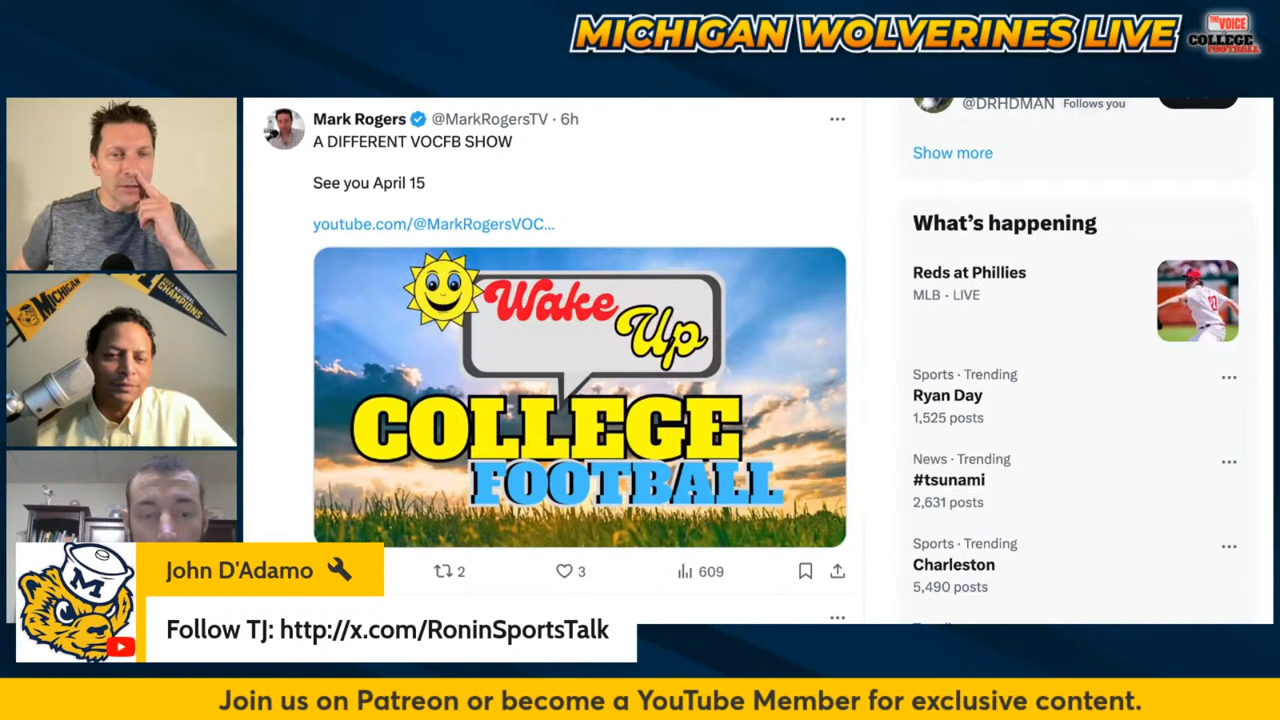 MICHIGAN WOLVERINES LIVE
THE VOICE
COLLEGE
FOOTBALL
MICHIGAN
CHAMPIONS
Mark Rogers @MarkRogersTV · 6h
A DIFFERENT VOCFB SHOW
See you April 15
youtube.com/@MarkRogersVOC...
Wake
Up
COLLEGE
FOOTBALL
2
3
609
@DRHDMAN Follows you
Show more
What's happening
Reds at Phillies
MLB · LIVE
Sports · Trending
Ryan Day
1,525 posts
News · Trending
#tsunami
2,631 posts
Sports · Trending
Charleston
5,490 posts
M
John D'Adamo
Follow TJ: http://x.com/RoninSportsTalk
Join us on Patreon or become a YouTube Member for exclusive content.